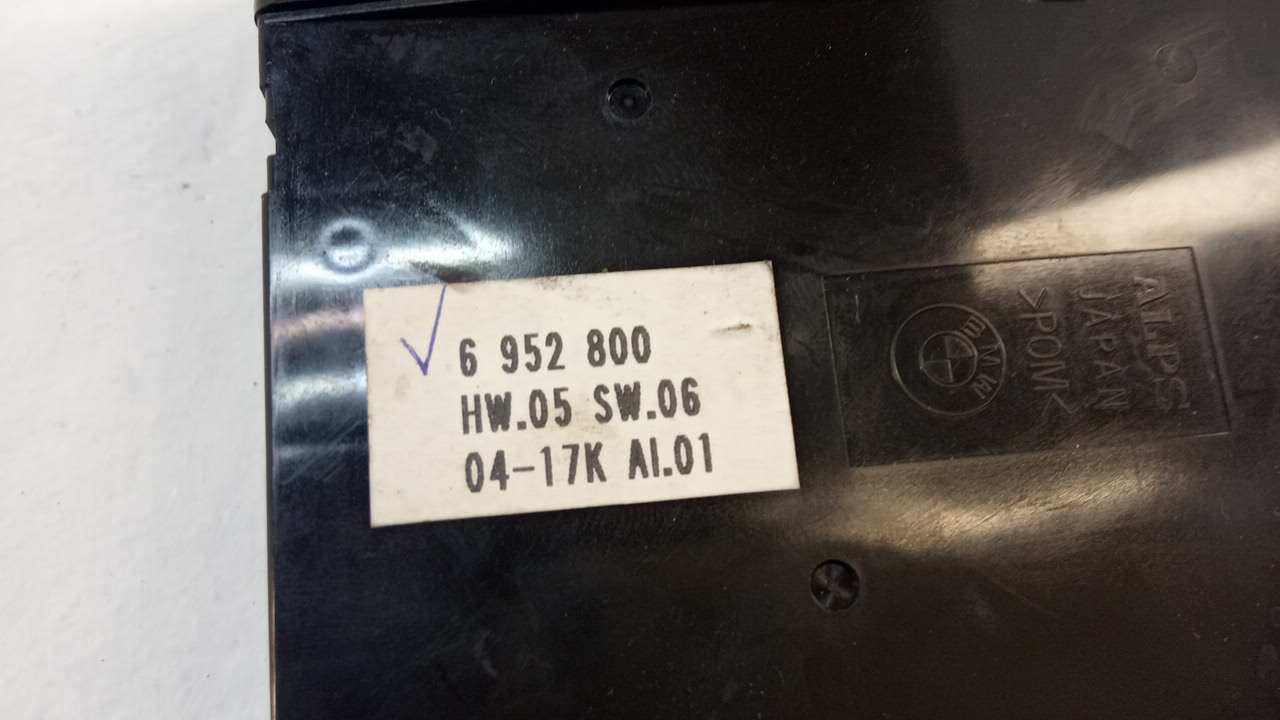 6 952 800
HW.05 SW.06
04-17K AI.01
BMW
ALPS
JAPAN
>POM<